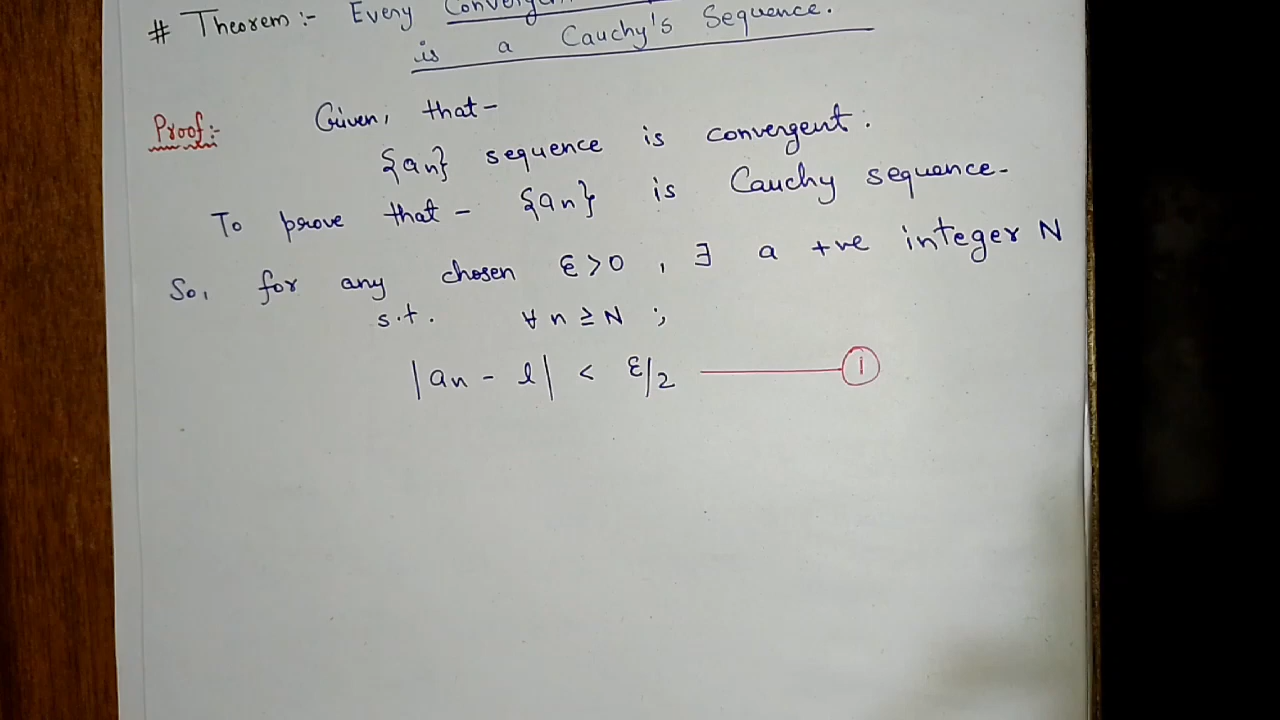 # Theorem :- Every
is a Cauchy's Sequence.
Proof:- Given, that -
{an} sequence is convergent.
To prove that - {an} is Cauchy sequence.
So, for any chosen ε>0, ∃ a +ve integer N
s.t. ∀ n ≥ N ;
|an - l| < ε/2 ——— ①